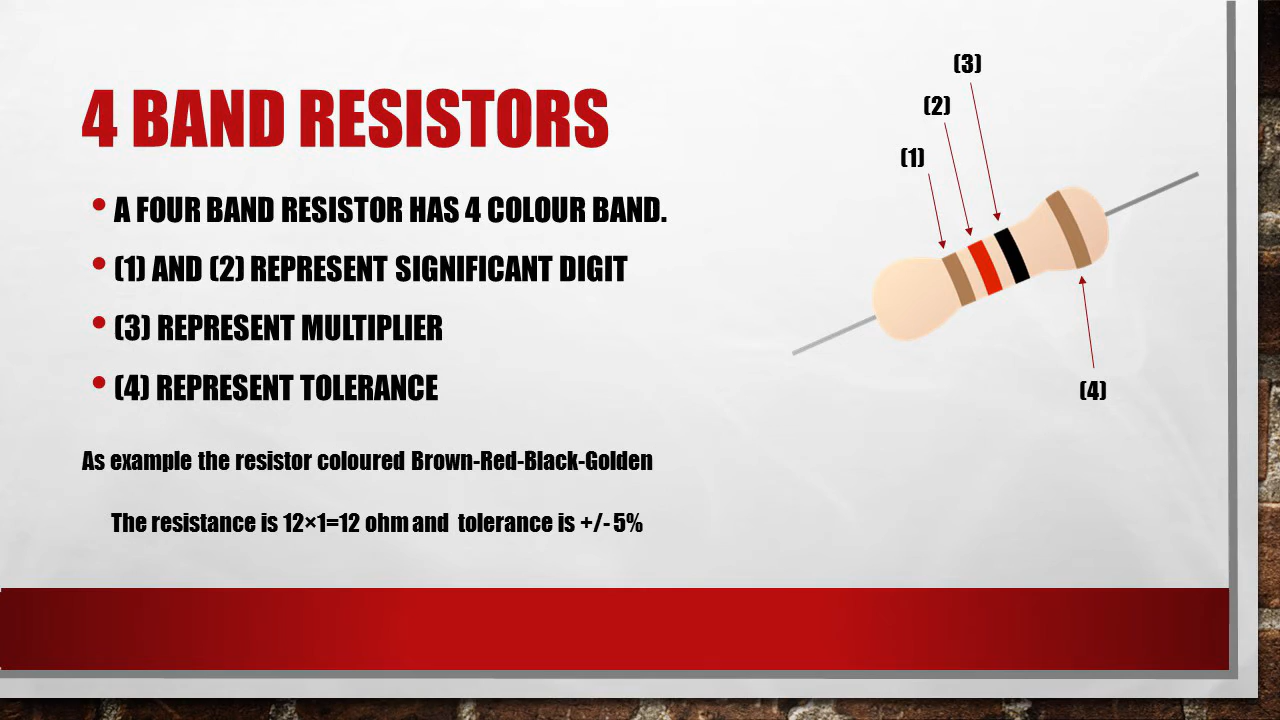 4 BAND RESISTORS
A FOUR BAND RESISTOR HAS 4 COLOUR BAND.
(1) AND (2) REPRESENT SIGNIFICANT DIGIT
(3) REPRESENT MULTIPLIER
(4) REPRESENT TOLERANCE
As example the resistor coloured Brown-Red-Black-Golden
The resistance is 12×1=12 ohm and tolerance is +/- 5%
(3)
(2)
(1)
(4)